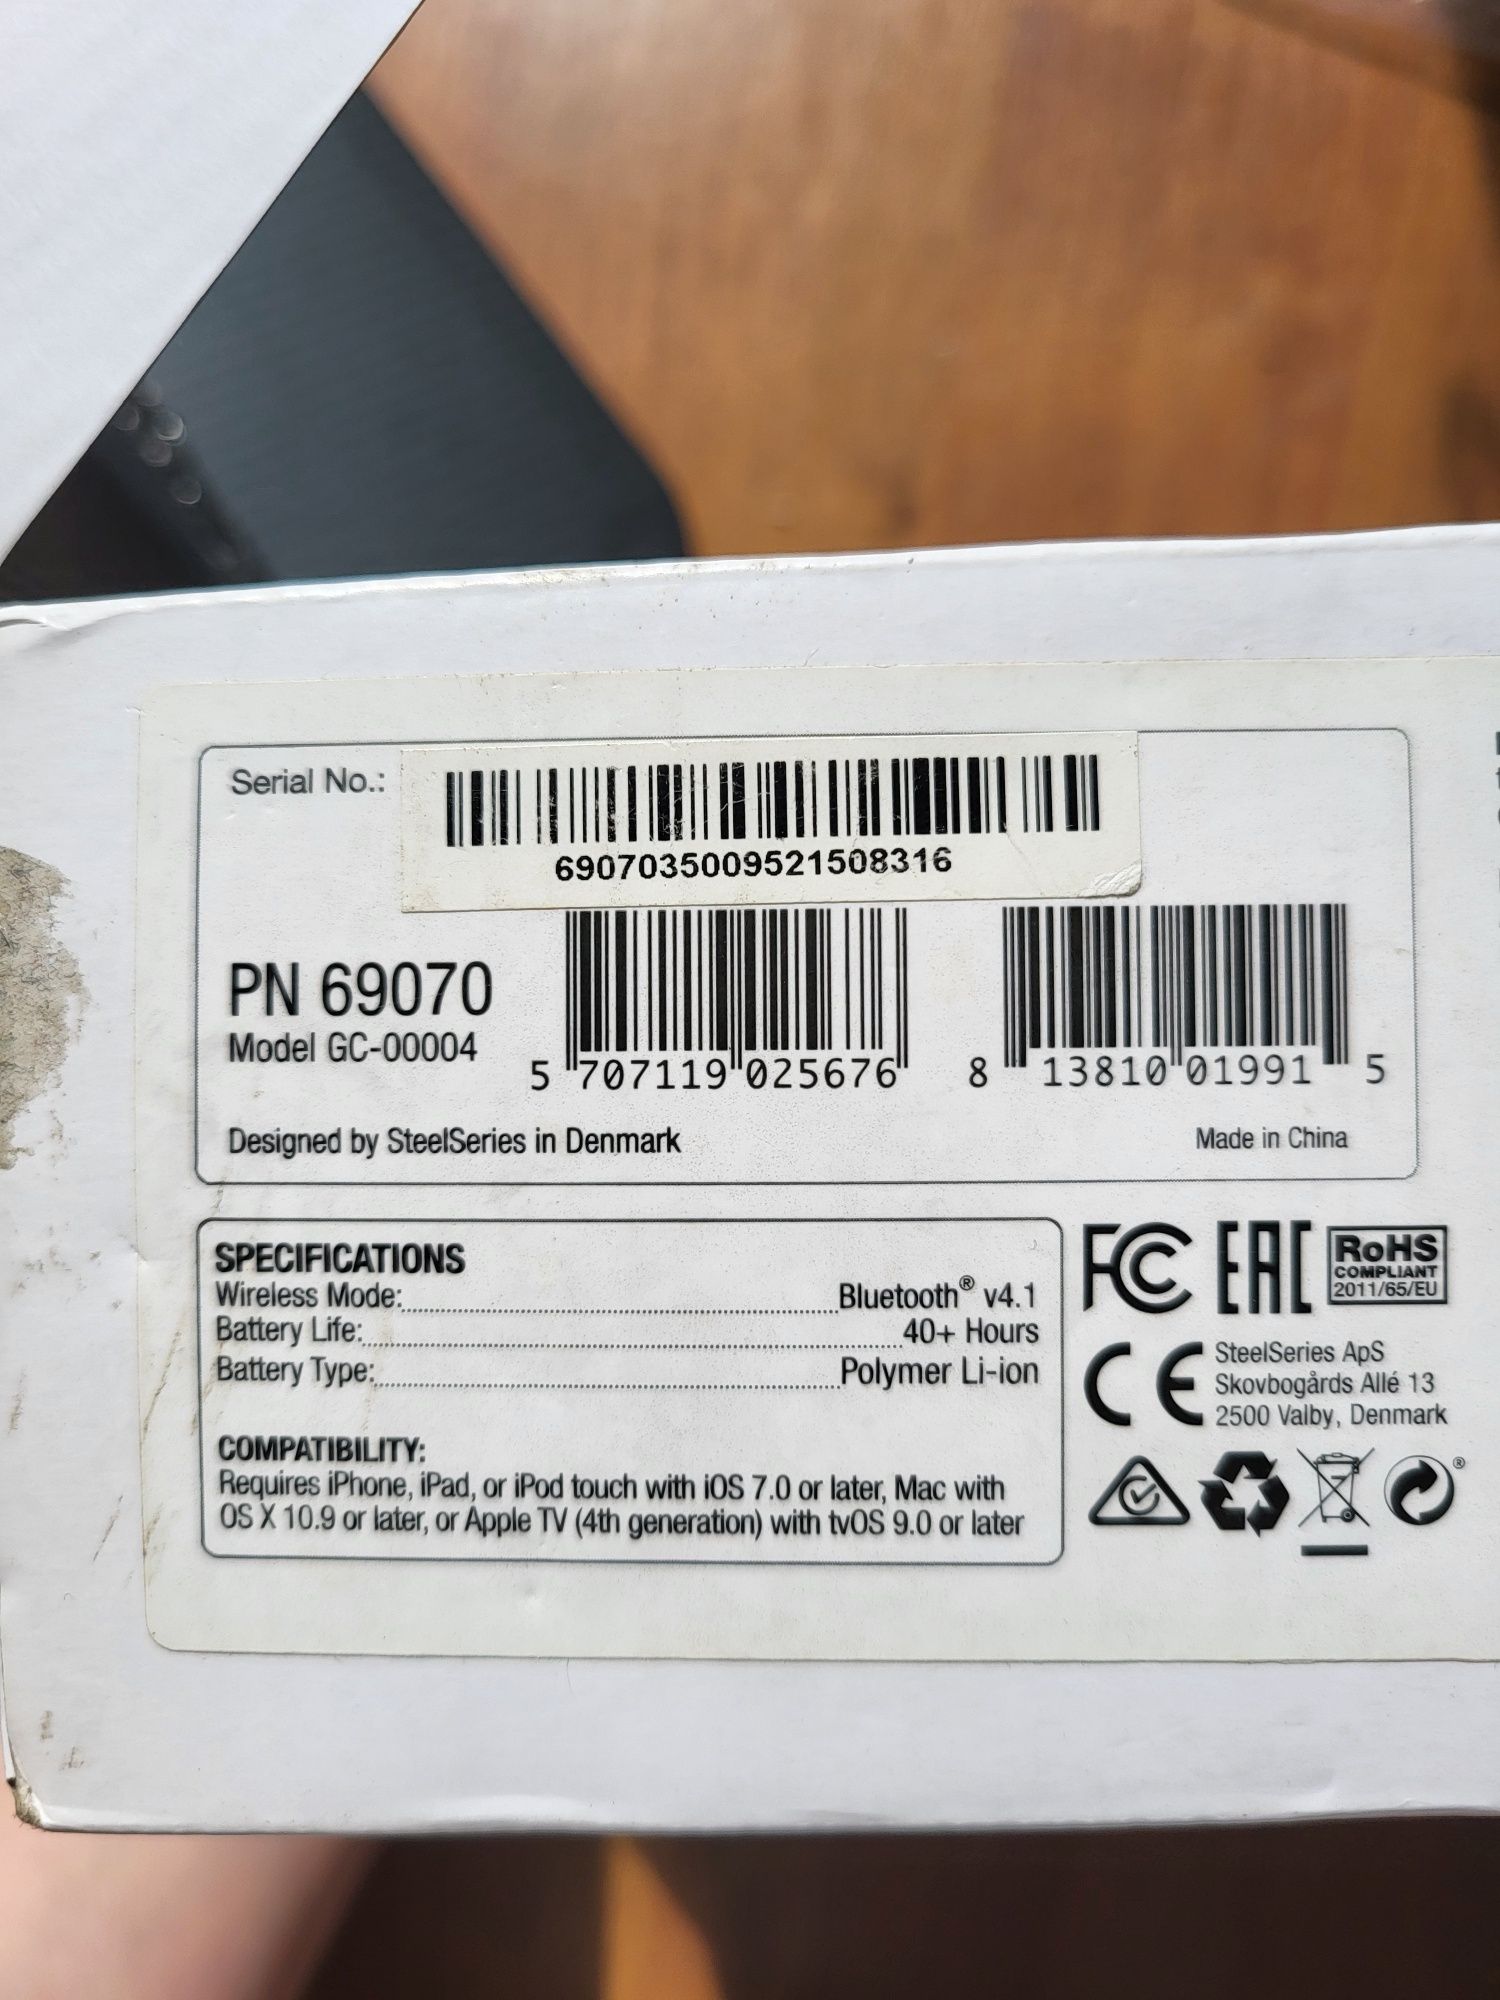 Serial No.:
6907035009521508316
PN 69070
Model GC-00004
5 707119 025676
8 13810 01991 5
Designed by SteelSeries in Denmark
Made in China
SPECIFICATIONS
Wireless Mode: Bluetooth® v4.1
Battery Life: 40+ Hours
Battery Type: Polymer Li-ion
COMPATIBILITY:
Requires iPhone, iPad, or iPod touch with iOS 7.0 or later, Mac with
OS X 10.9 or later, or Apple TV (4th generation) with tvOS 9.0 or later
FC EAC
RoHS
COMPLIANT
2011/65/EU
CE
SteelSeries ApS
Skovbogårds Allé 13
2500 Valby, Denmark
®